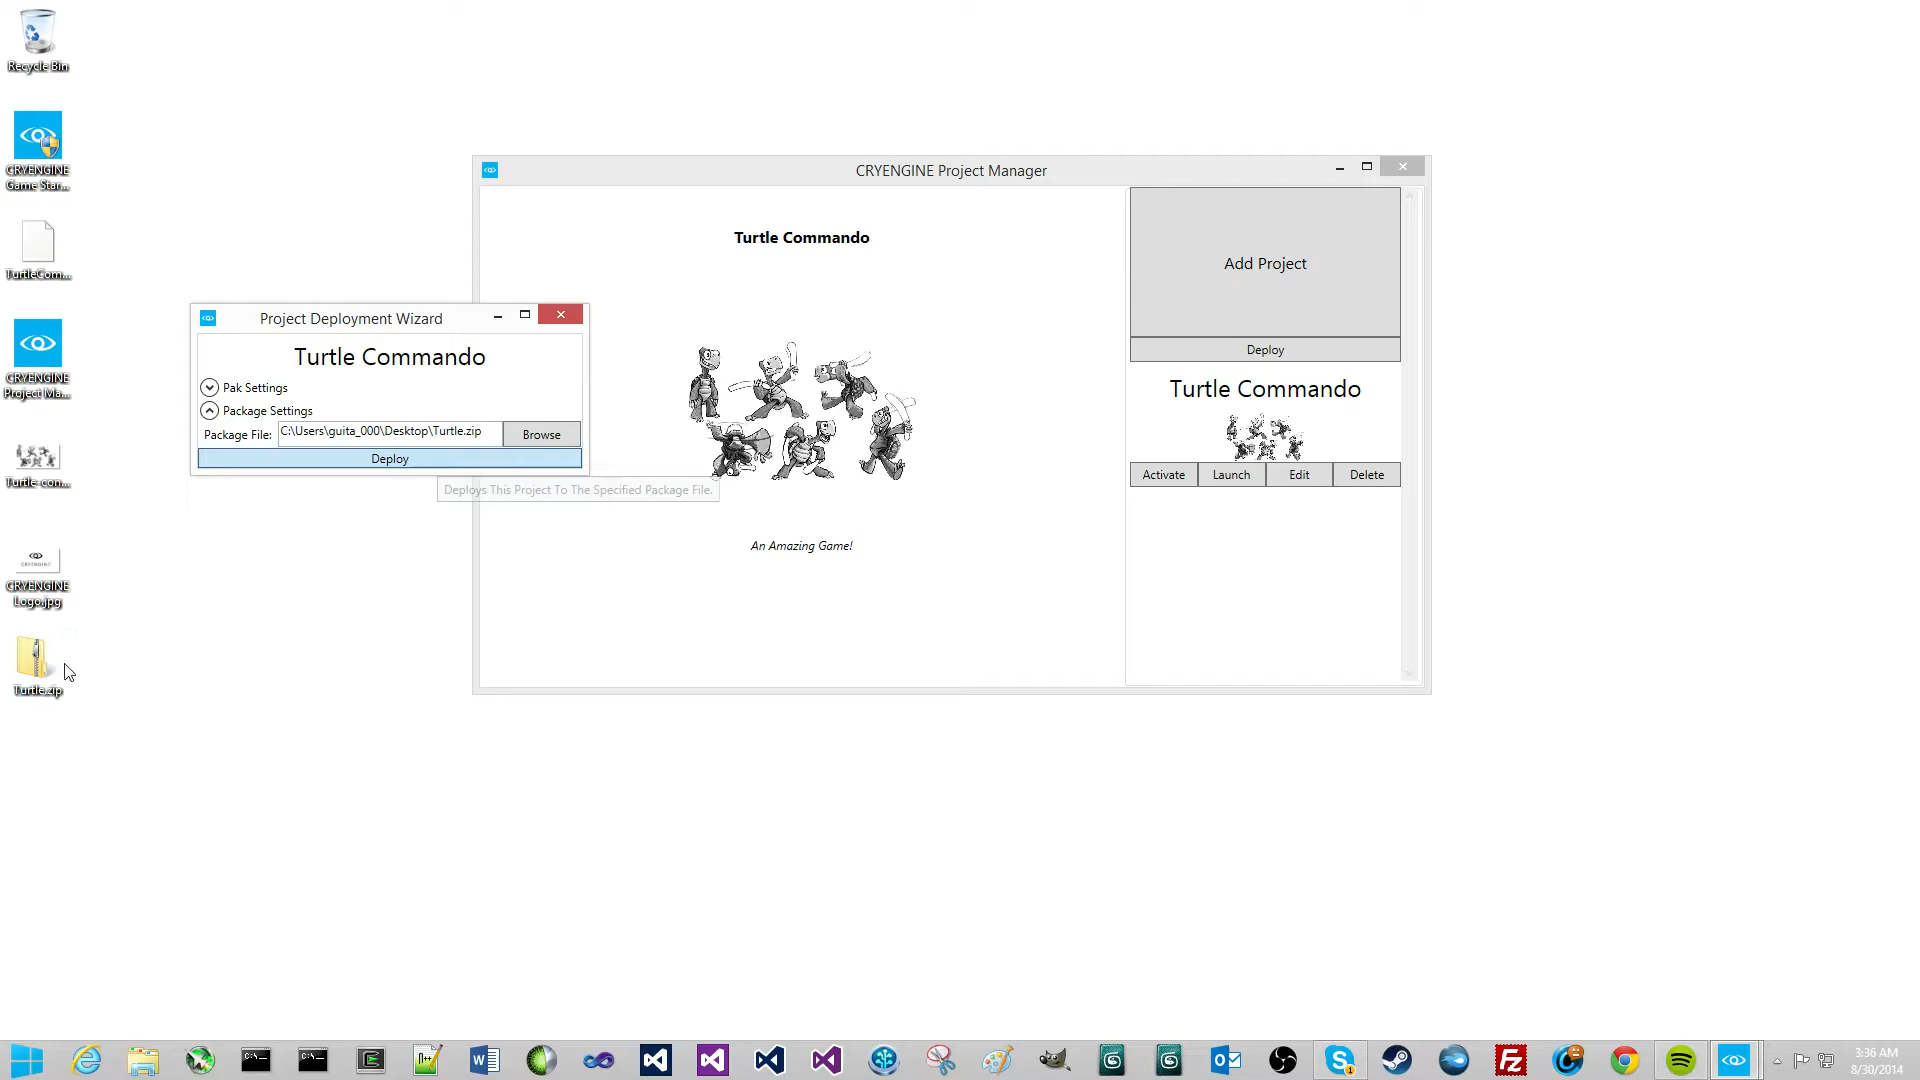 Recycle Bin
CRYENGINE
Game Star...
TurtleCom...
CRYENGINE
Project Ma...
Turtle-con...
CRYENGINE
Logo.jpg
Turtle.zip
CRYENGINE Project Manager
Turtle Commando
An Amazing Game!
Add Project
Deploy
Turtle Commando
Activate
Launch
Edit
Delete
Project Deployment Wizard
Turtle Commando
Pak Settings
Package Settings
Package File:
C:\Users\guita_000\Desktop\Turtle.zip
Browse
Deploy
Deploys This Project To The Specified Package File.
3:36 AM
8/30/2014